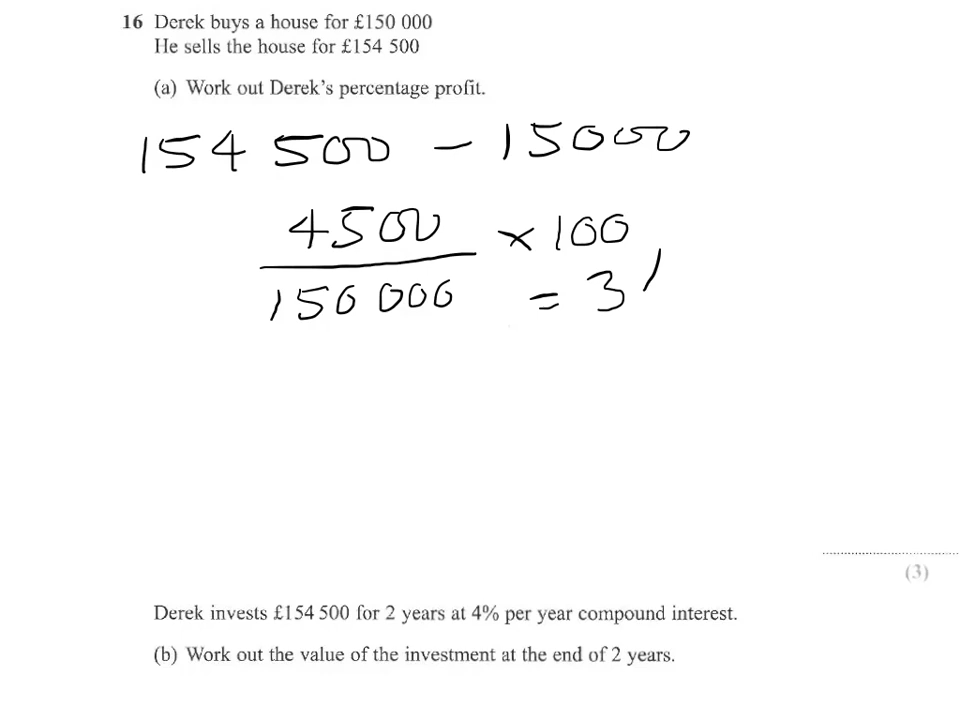 16 Derek buys a house for £150 000
He sells the house for £154 500
(a) Work out Derek's percentage profit.
154 500 - 15000
4500 × 100
150 000 = 3
(3)
Derek invests £154 500 for 2 years at 4% per year compound interest.
(b) Work out the value of the investment at the end of 2 years.